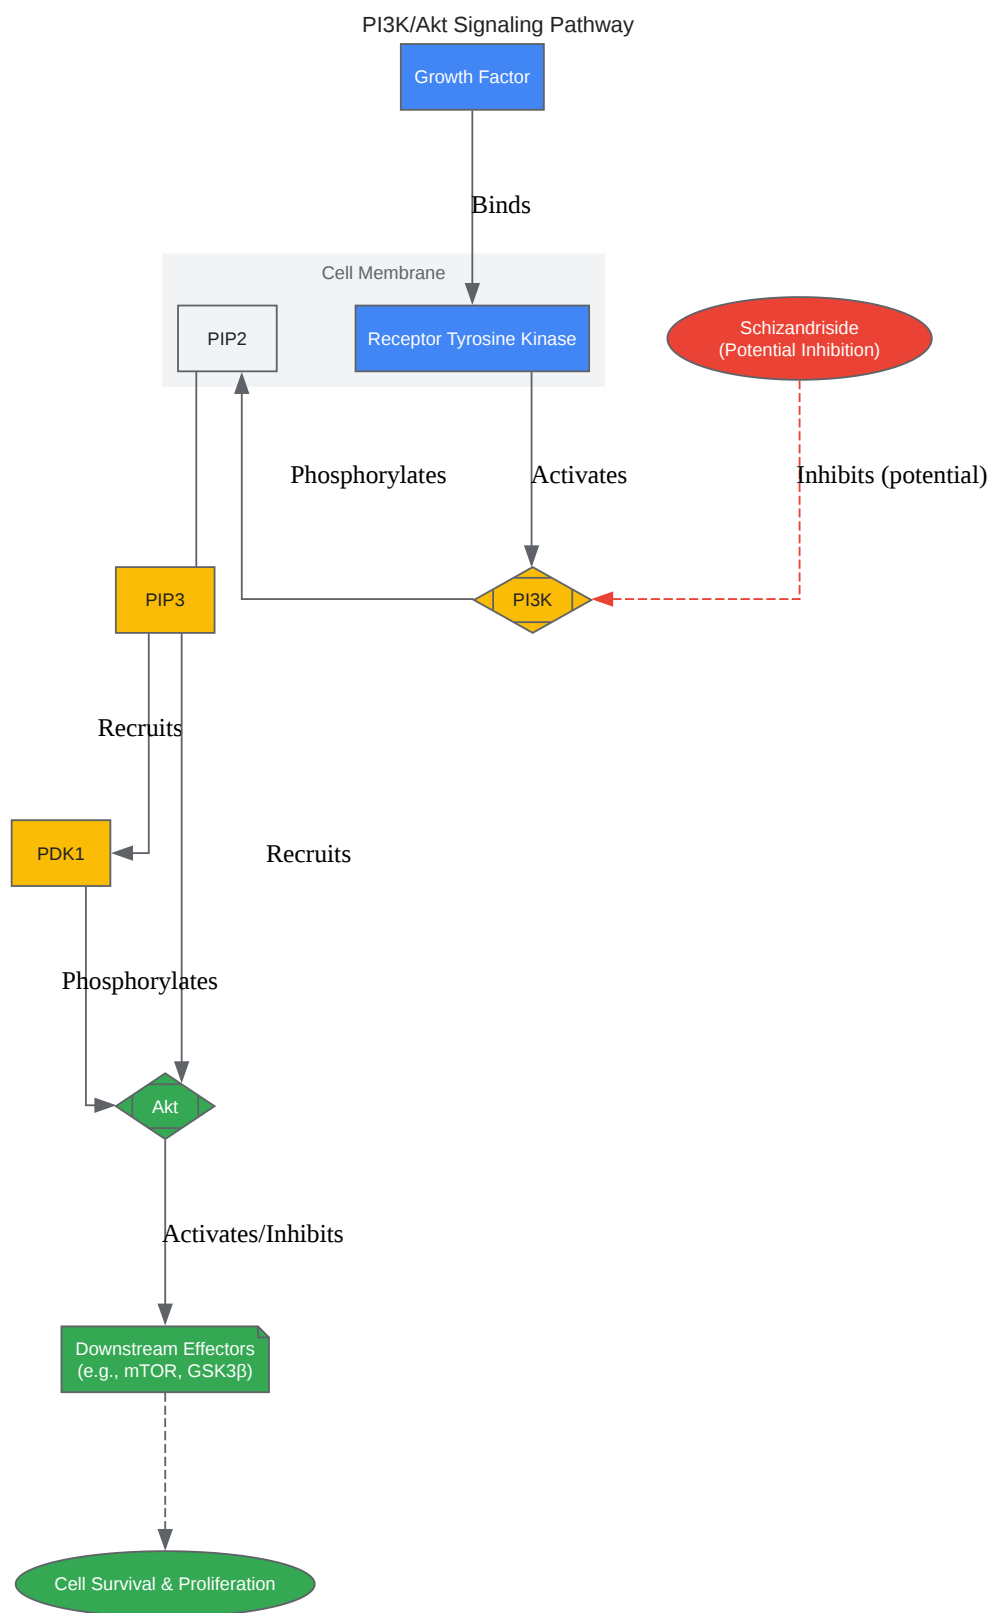 PI3K/Akt Signaling Pathway
Growth Factor
Binds
Cell Membrane
PIP2
Receptor Tyrosine Kinase
Schizandriside
(Potential Inhibition)
Phosphorylates
Activates
Inhibits (potential)
PIP3
PI3K
Recruits
PDK1
Recruits
Phosphorylates
Akt
Activates/Inhibits
Downstream Effectors
(e.g., mTOR, GSK3β)
Cell Survival & Proliferation